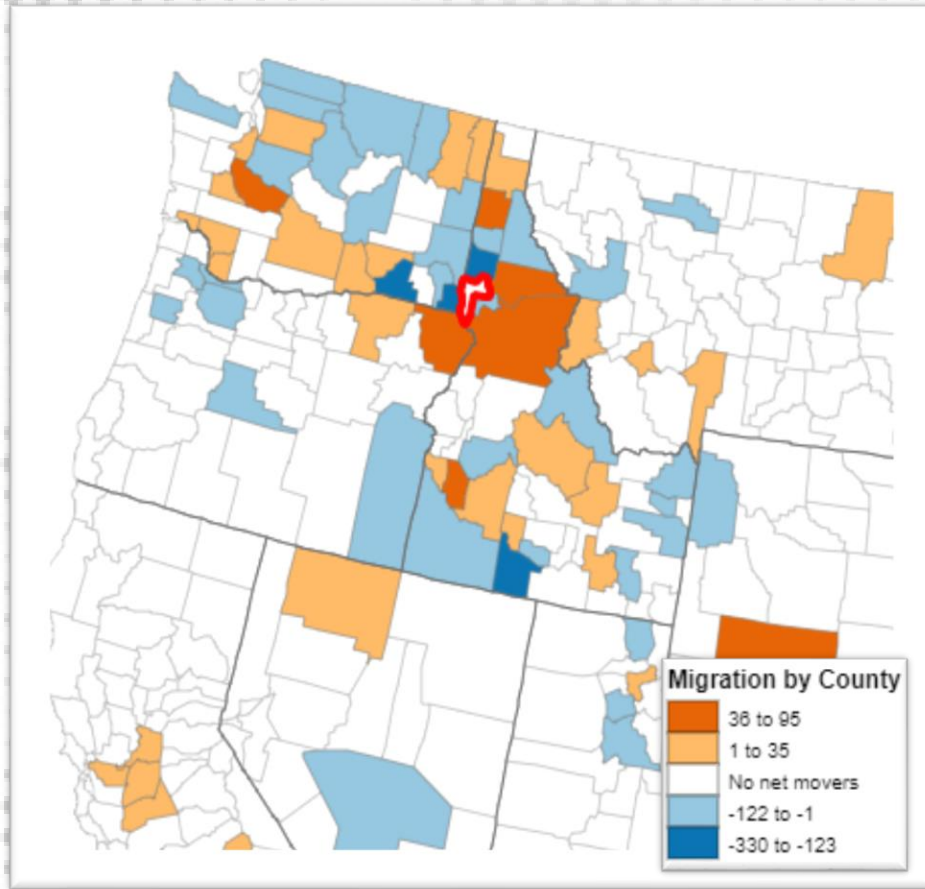 Migration by County
36 to 95
1 to 35
No net movers
-122 to -1
-330 to -123